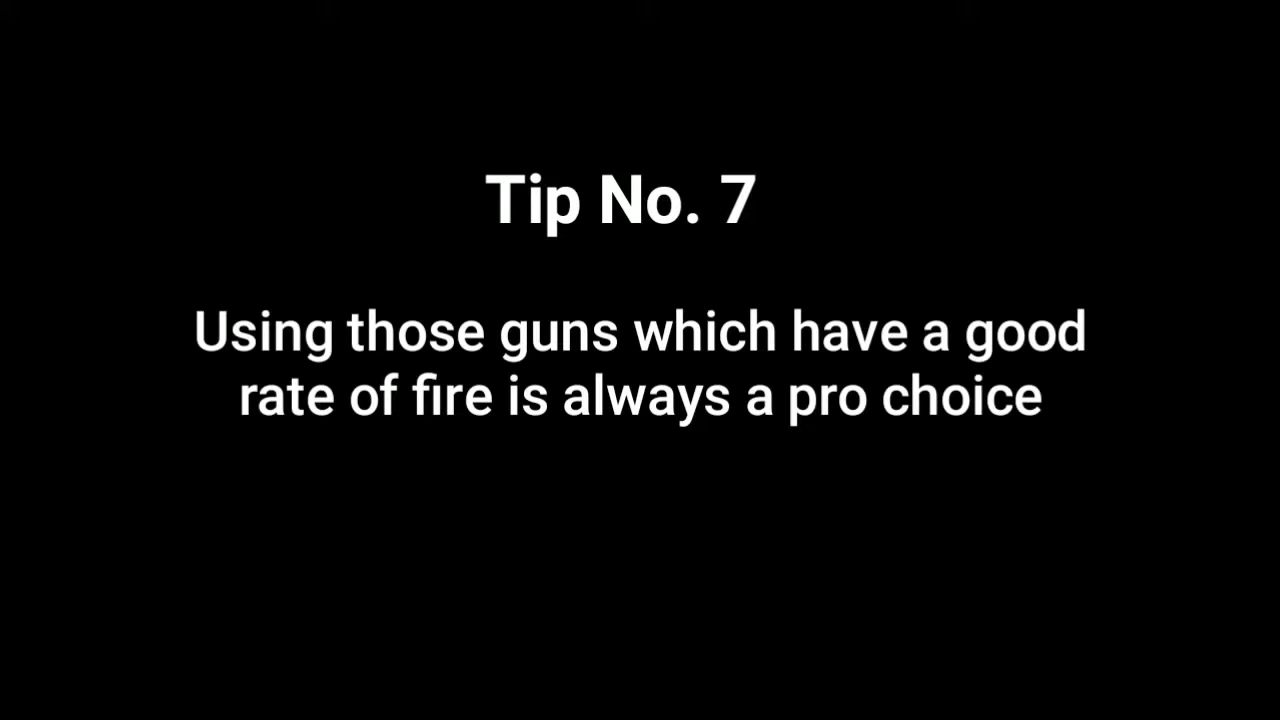 Tip No. 7
Using those guns which have a good
rate of fire is always a pro choice